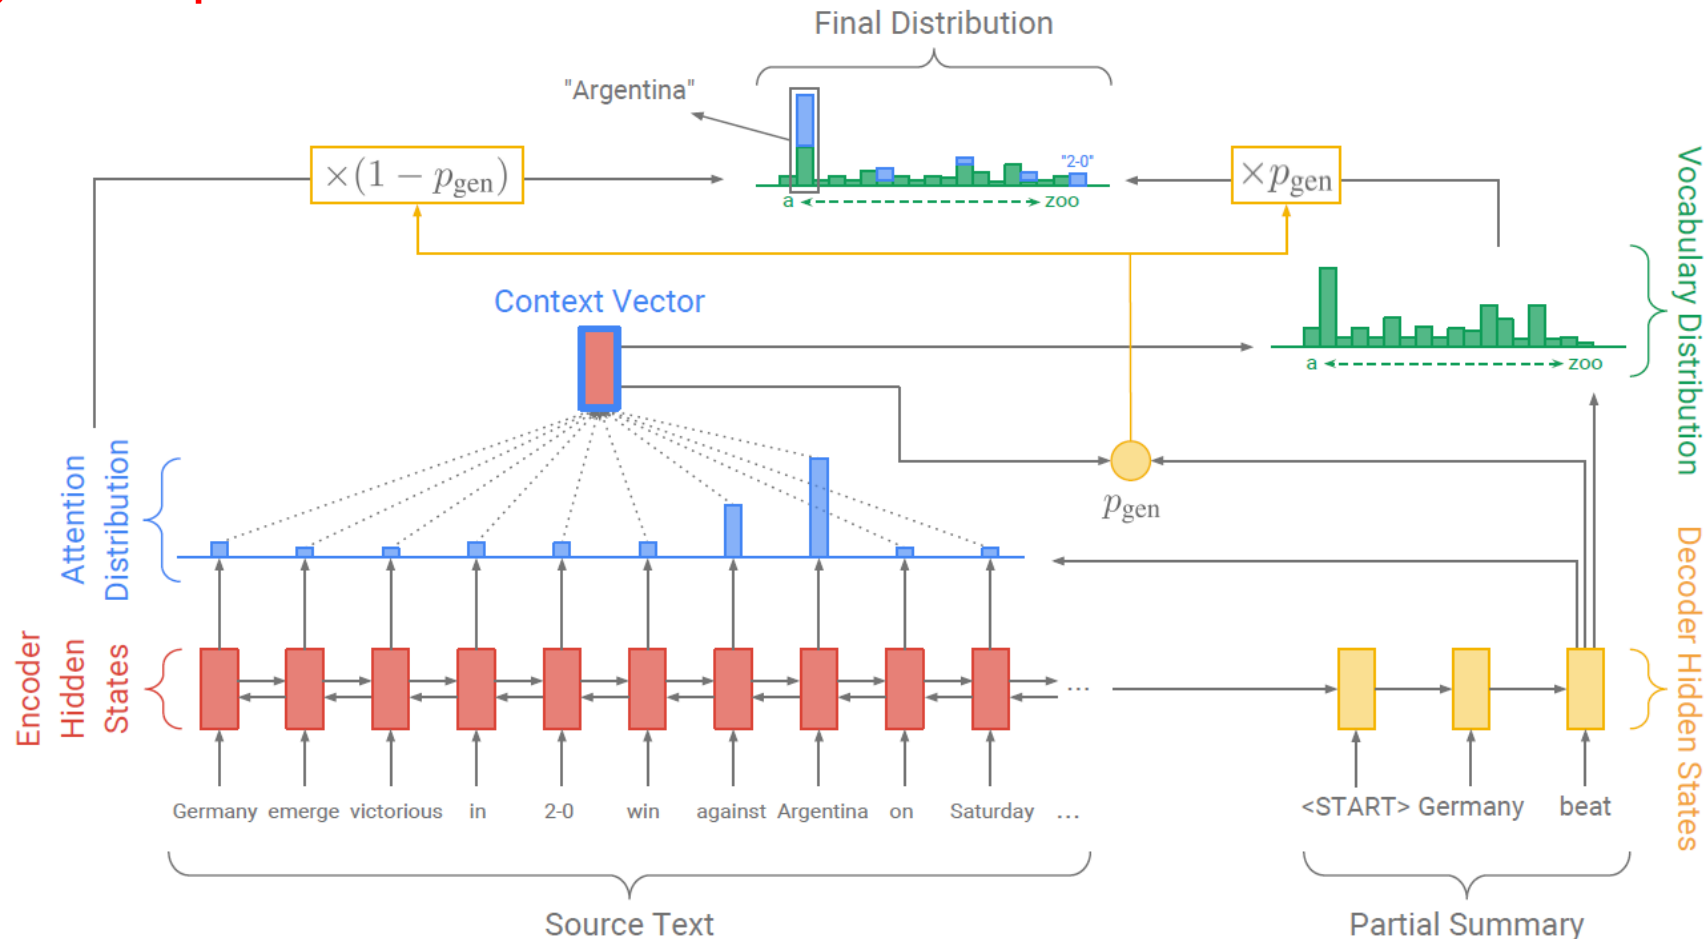 Final Distribution
"Argentina"
×(1 − p_gen)
"2-0"
×p_gen
a
zoo
Context Vector
a
zoo
Vocabulary Distribution
Attention
Distribution
p_gen
Encoder
Hidden
States
...
Decoder Hidden States
Germany emerge victorious in 2-0 win against Argentina on Saturday ...
<START> Germany beat
Source Text
Partial Summary